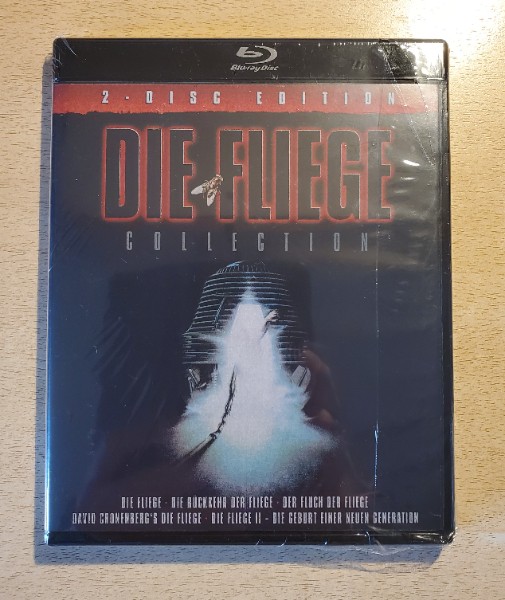 Blu-ray Disc
2-DISC EDITION
DIE FLIEGE
COLLECTION
DIE FLIEGE · DIE RÜCKKEHR DER FLIEGE · DER FLUCH DER FLIEGE
DAVID CRONENBERG'S DIE FLIEGE · DIE FLIEGE II - DIE GEBURT EINER NEUEN GENERATION